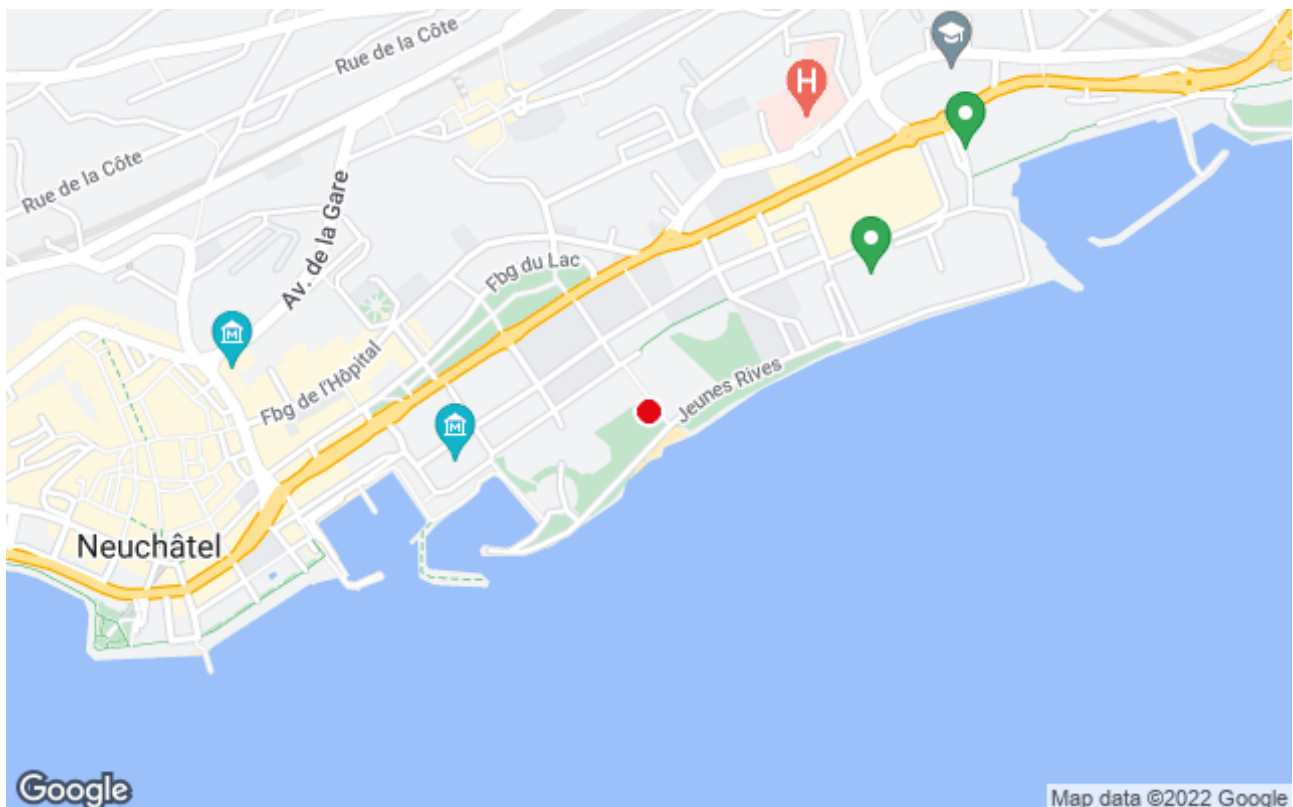 Rue de la Côte
H
Rue de la Côte
Av. de la Gare
Fbg du Lac
M
Fbg de l'Hôpital
Jeunes Rives
M
Neuchâtel
Google
Map data ©2022 Google